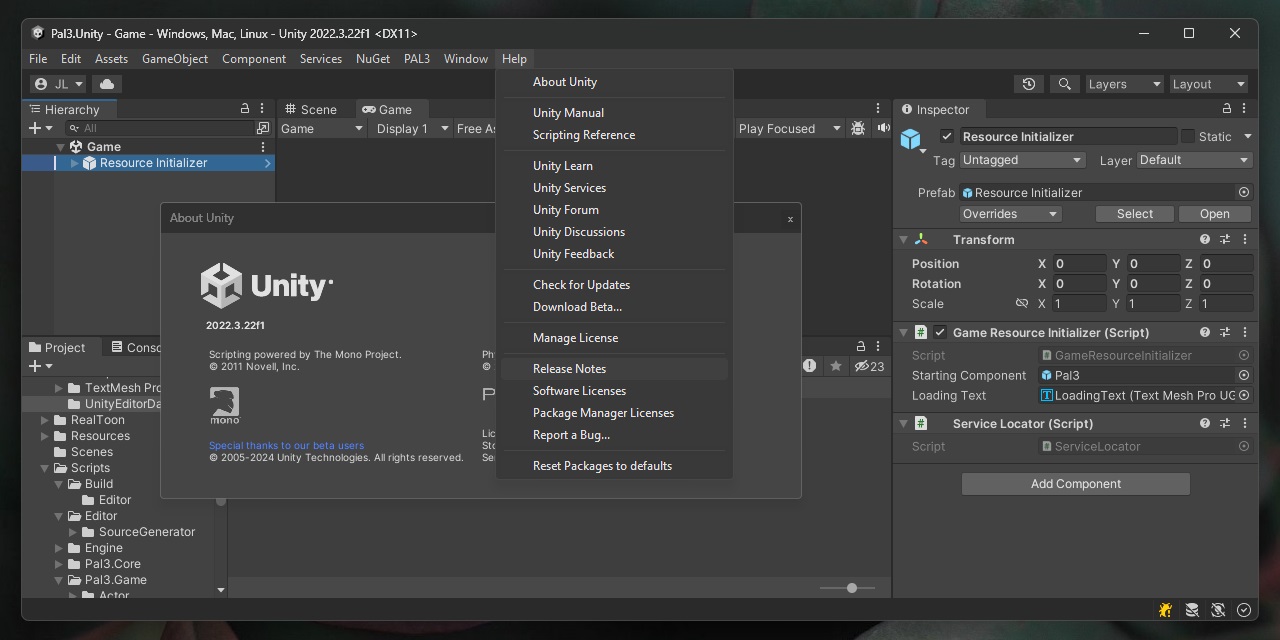 Pal3.Unity - Game - Windows, Mac, Linux - Unity 2022.3.22f1 <DX11>
File Edit Assets GameObject Component Services NuGet PAL3 Window Help
JL
Layers
Layout
Hierarchy
All
Game
Resource Initializer
Scene
Game
Game
Display 1
Free As
Play Focused
About Unity
Unity Manual
Scripting Reference
Unity Learn
Unity Services
Unity Forum
Unity Discussions
Unity Feedback
Check for Updates
Download Beta...
Manage License
Release Notes
Software Licenses
Package Manager Licenses
Report a Bug...
Reset Packages to defaults
About Unity
x
Unity
2022.3.22f1
Scripting powered by The Mono Project.
© 2011 Novell, Inc.
mono
Special thanks to our beta users
© 2005-2024 Unity Technologies. All rights reserved.
Ph
©
P
Lic
Sto
Se
Project
Conso
23
TextMesh Pro
UnityEditorDa
RealToon
Resources
Scenes
Scripts
Build
Editor
Editor
SourceGenerator
Engine
Pal3.Core
Pal3.Game
Actor
Inspector
Resource Initializer
Static
Tag Untagged
Layer Default
Prefab Resource Initializer
Overrides
Select
Open
Transform
Position X 0 Y 0 Z 0
Rotation X 0 Y 0 Z 0
Scale X 1 Y 1 Z 1
# Game Resource Initializer (Script)
Script # GameResourceInitializer
Starting Component Pal3
Loading Text T LoadingText (Text Mesh Pro UG
# Service Locator (Script)
Script # ServiceLocator
Add Component